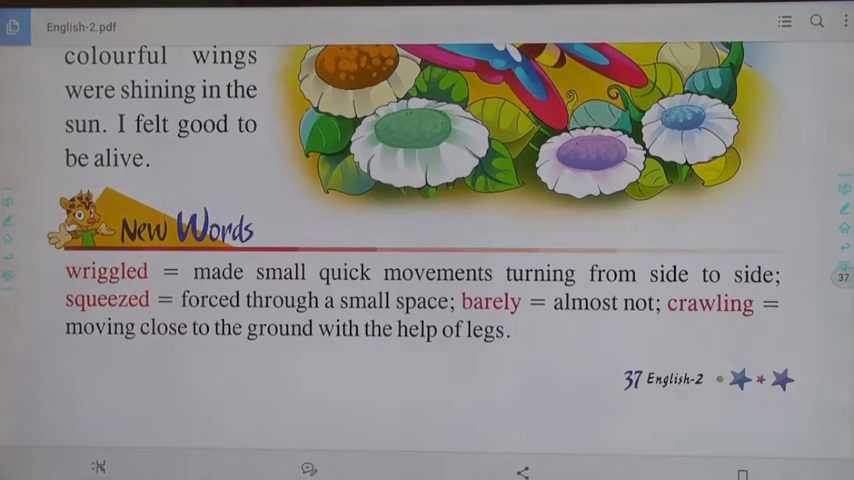 English-2.pdf
colourful wings
were shining in the
sun. I felt good to
be alive.
New Words
wriggled = made small quick movements turning from side to side;
squeezed = forced through a small space; barely = almost not; crawling =
moving close to the ground with the help of legs.
37
37 English-2